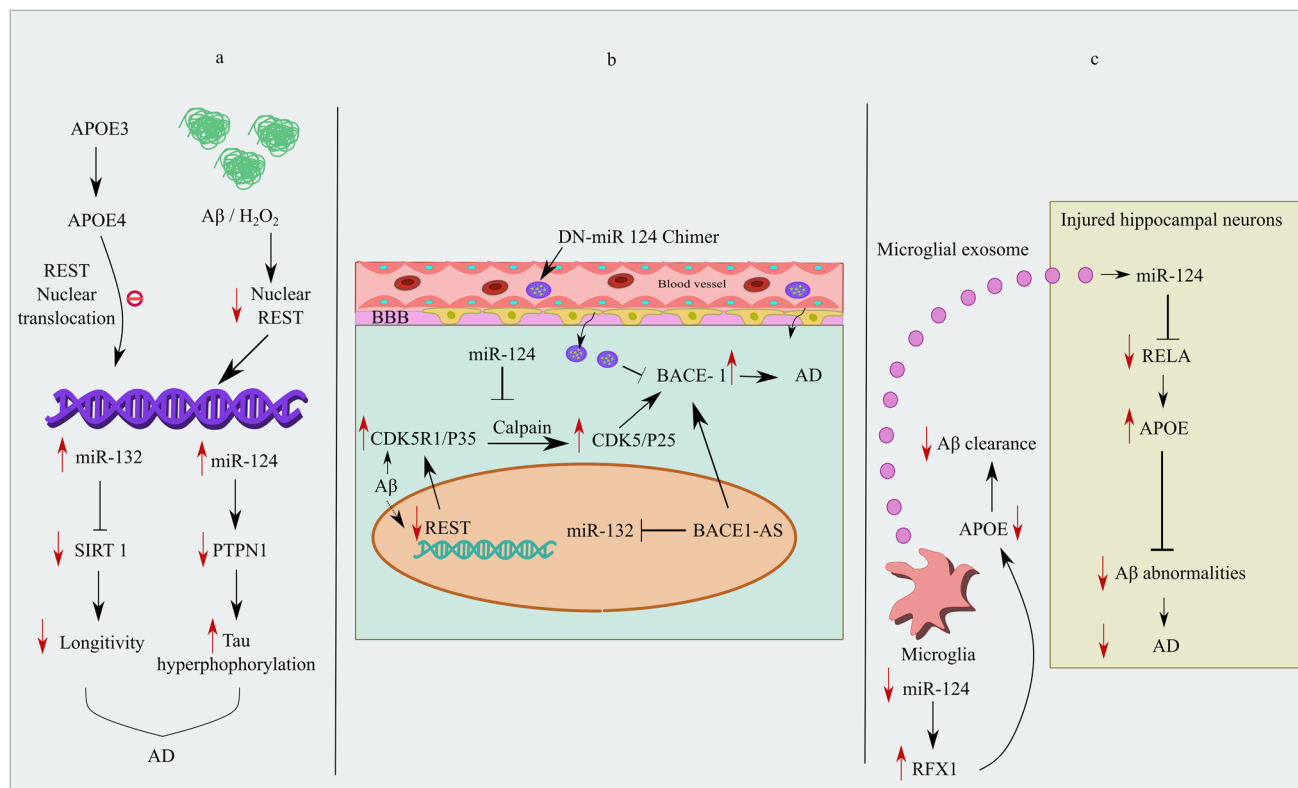 a
APOE3
APOE4
REST
Nuclear
translocation
Aβ / H₂O₂
Nuclear
REST
miR-132
miR-124
SIRT 1
PTPN1
Longitivity
Tau
hyperphophorylation
AD
b
DN-miR 124 Chimer
Blood vessel
BBB
miR-124
BACE- 1
AD
CDK5R1/P35
Calpain
CDK5/P25
Aβ
REST
miR-132
BACE1-AS
c
Microglial exosome
Injured hippocampal neurons
miR-124
RELA
APOE
Aβ abnormalities
AD
Aβ clearance
APOE
Microglia
miR-124
RFX1